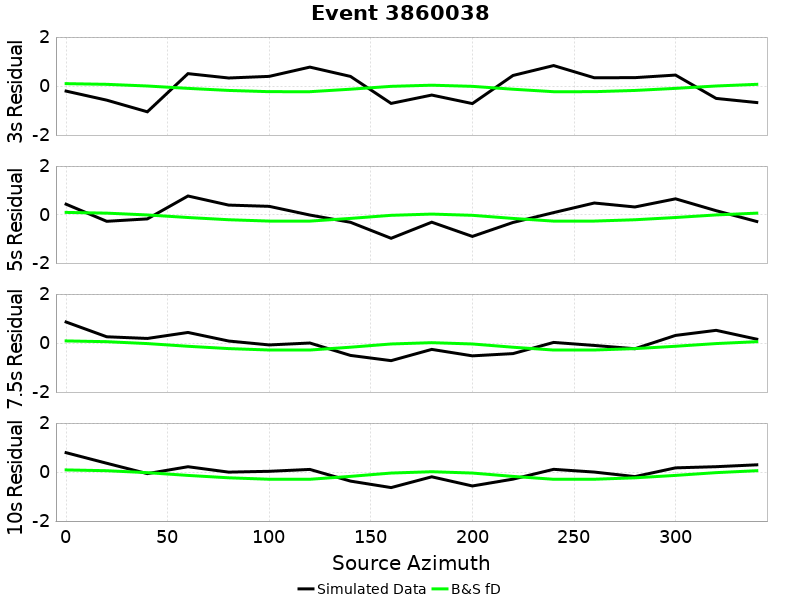 Event 3860038
3s Residual
2
0
-2
5s Residual
2
0
-2
7.5s Residual
2
0
-2
10s Residual
2
0
-2
0 50 100 150 200 250 300
Source Azimuth
Simulated Data B&S fD